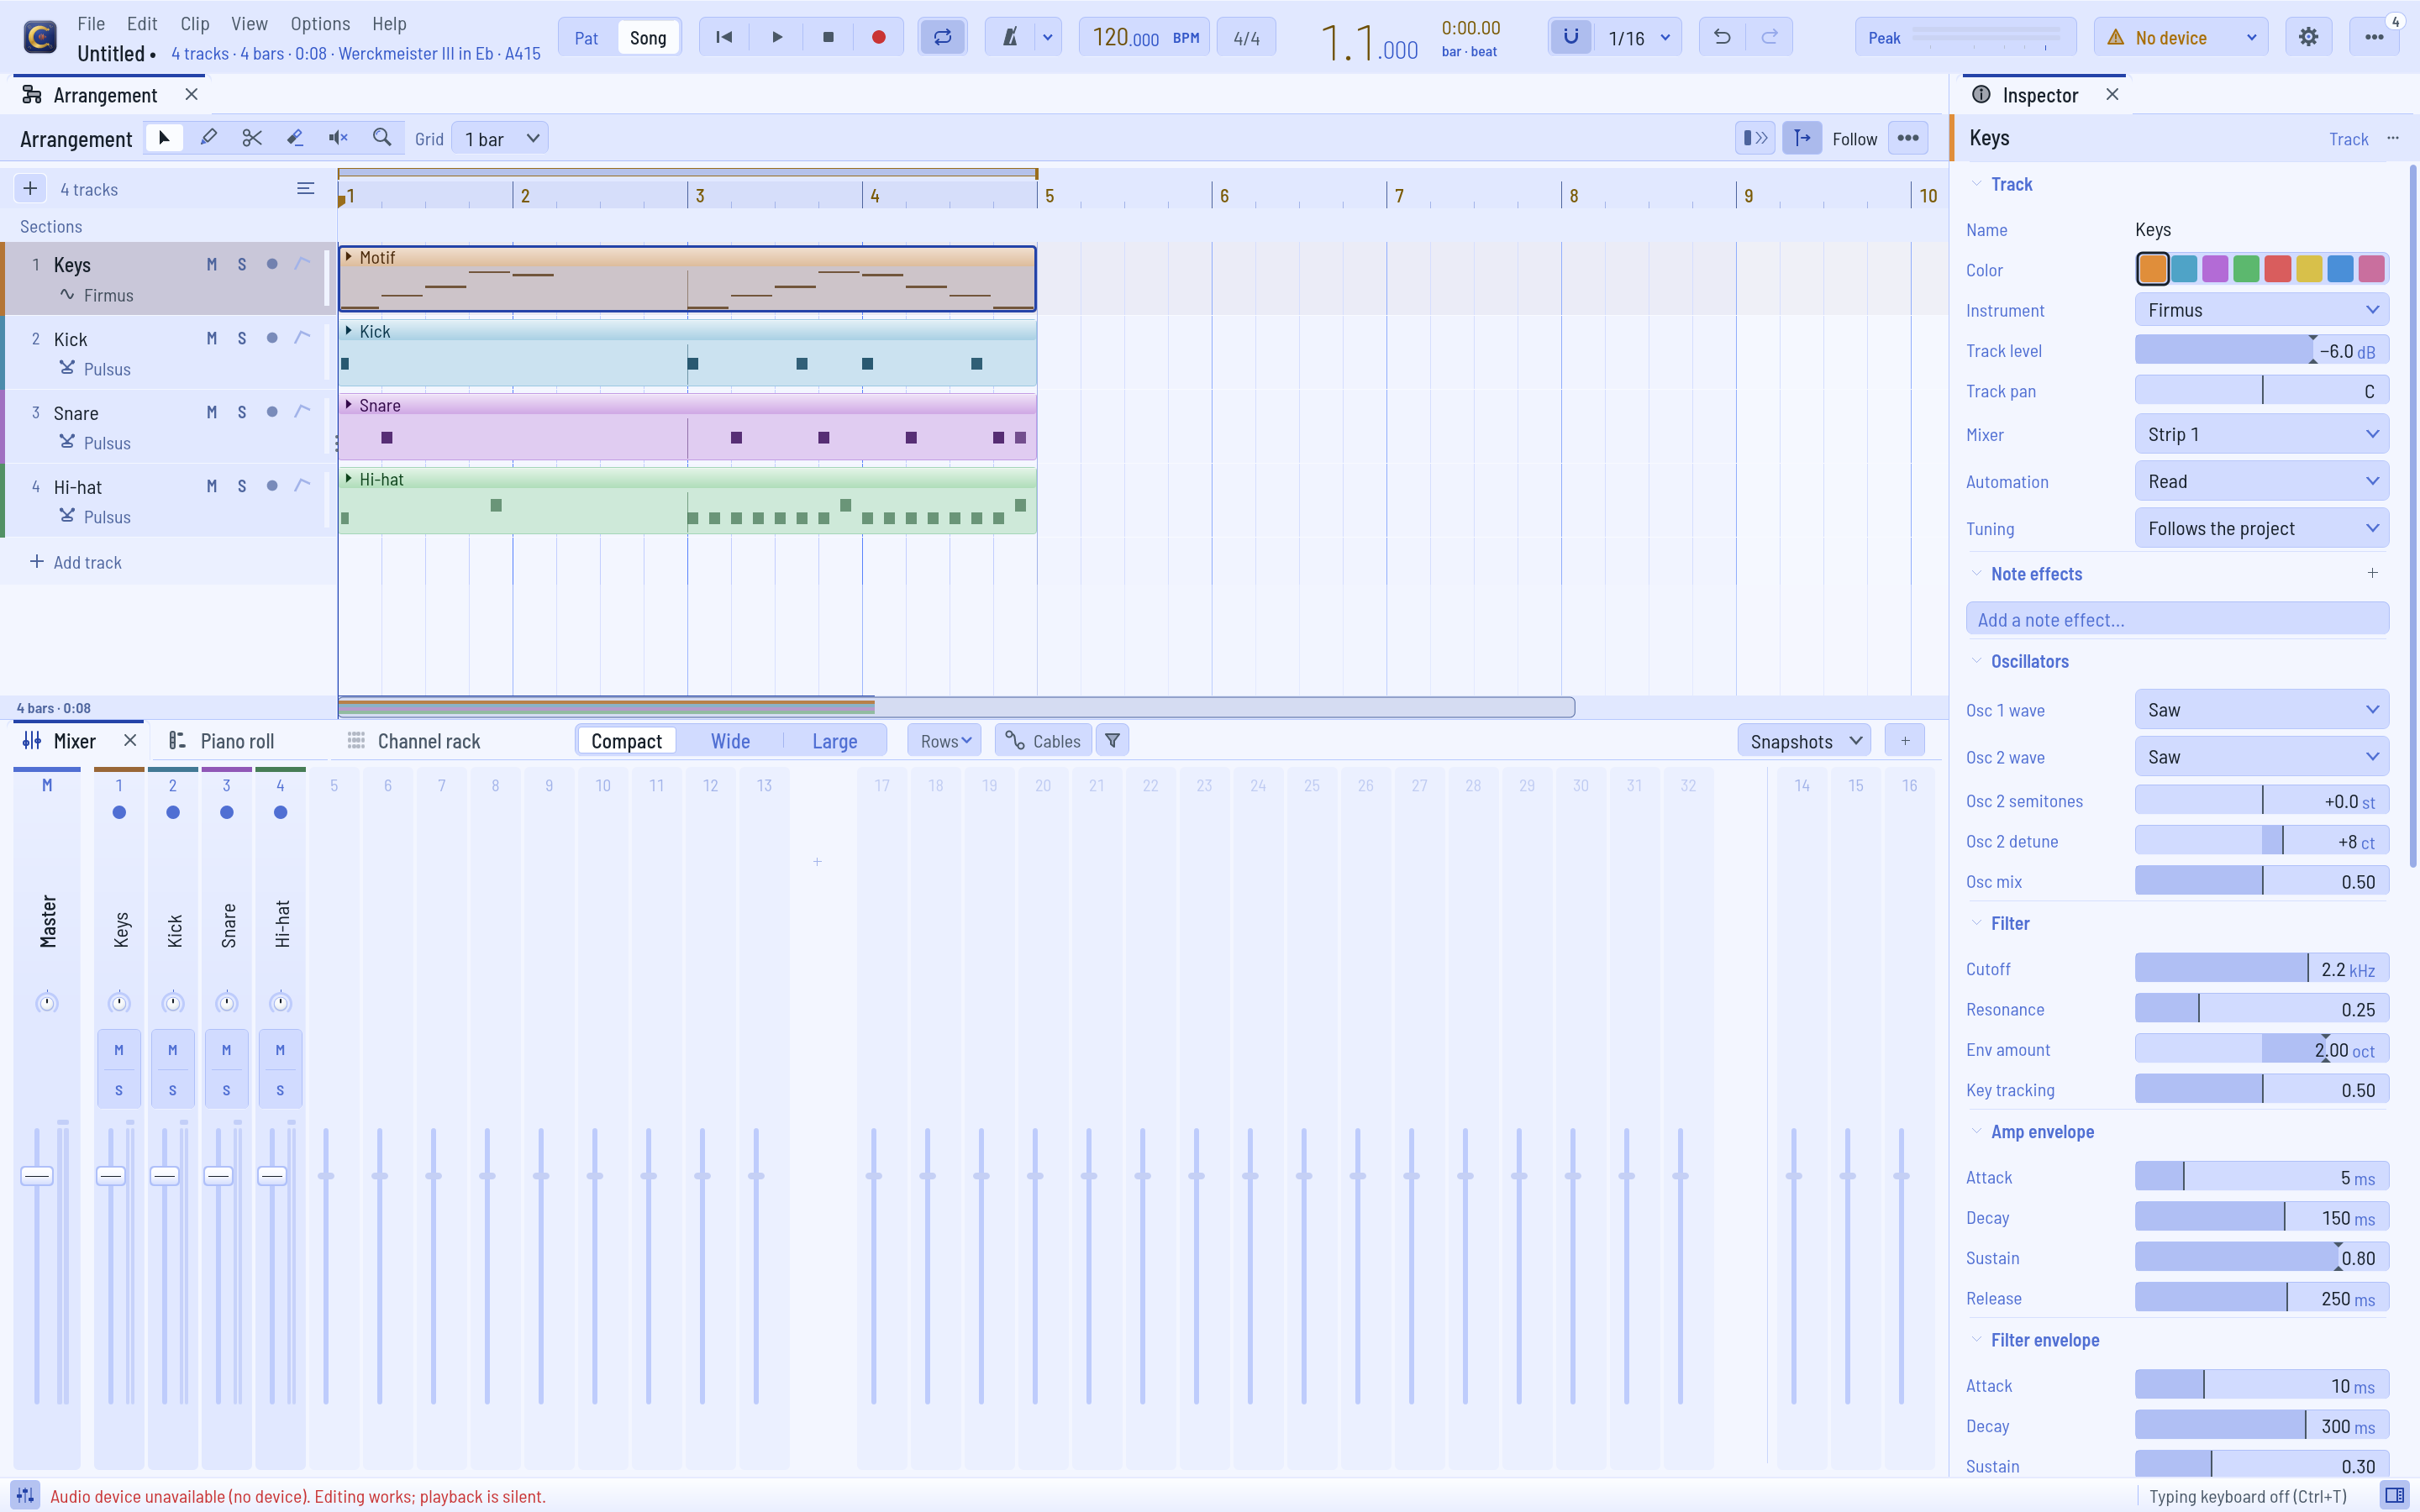 File Edit Clip View Options Help
Untitled • 4 tracks · 4 bars · 0:08 · Werckmeister III in Eb · A415
Pat Song
120.000 BPM 4/4
1.1.000
0:00.00
bar · beat
1/16
Peak
No device
4
Arrangement
Arrangement Grid 1 bar
Follow
4 tracks
1 2 3 4 5 6 7 8 9 10
Sections
1 Keys M S
Firmus
Motif
2 Kick M S
Pulsus
Kick
3 Snare M S
Pulsus
Snare
4 Hi-hat M S
Pulsus
Hi-hat
Add track
4 bars · 0:08
Mixer Piano roll Channel rack Compact Wide Large Rows Cables Snapshots
M 1 2 3 4 5 6 7 8 9 10 11 12 13 17 18 19 20 21 22 23 24 25 26 27 28 29 30 31 32 14 15 16
Master Keys Kick Snare Hi-hat
M M M M
S S S S
Inspector
Keys Track
Track
Name Keys
Color
Instrument Firmus
Track level −6.0 dB
Track pan C
Mixer Strip 1
Automation Read
Tuning Follows the project
Note effects
Add a note effect...
Oscillators
Osc 1 wave Saw
Osc 2 wave Saw
Osc 2 semitones +0.0 st
Osc 2 detune +8 ct
Osc mix 0.50
Filter
Cutoff 2.2 kHz
Resonance 0.25
Env amount 2.00 oct
Key tracking 0.50
Amp envelope
Attack 5 ms
Decay 150 ms
Sustain 0.80
Release 250 ms
Filter envelope
Attack 10 ms
Decay 300 ms
Sustain 0.30
Audio device unavailable (no device). Editing works; playback is silent.
Typing keyboard off (Ctrl+T)